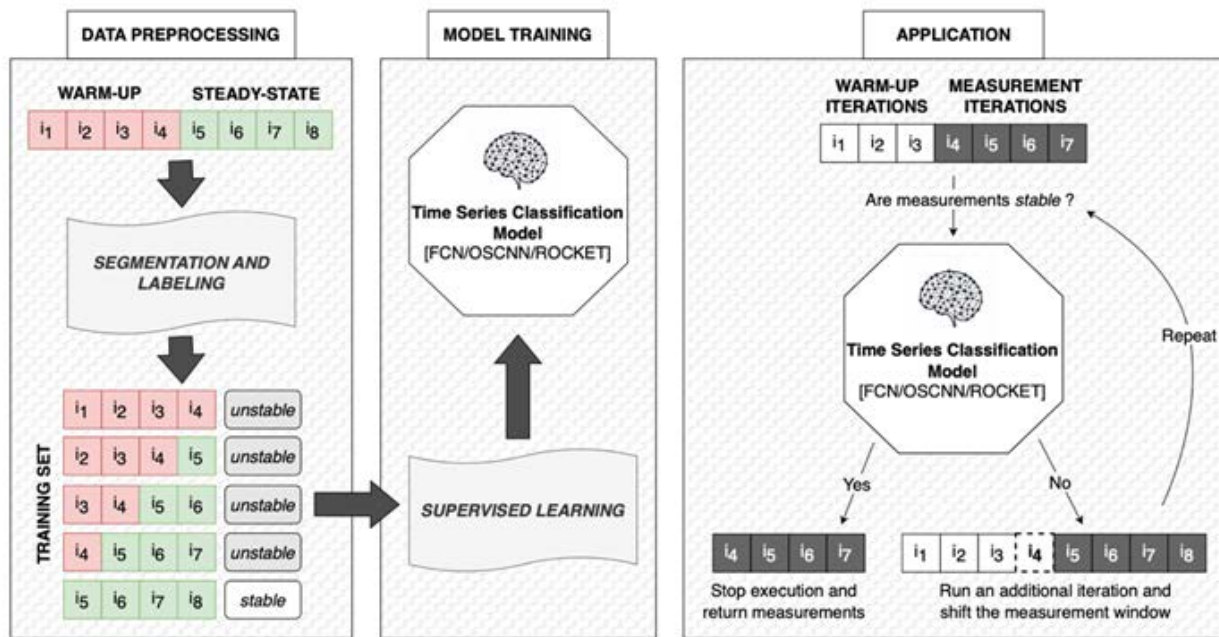 DATA PREPROCESSING
WARM-UP STEADY-STATE
i1 i2 i3 i4 i5 i6 i7 i8
SEGMENTATION AND
LABELING
TRAINING SET
i1 i2 i3 i4 unstable
i2 i3 i4 i5 unstable
i3 i4 i5 i6 unstable
i4 i5 i6 i7 unstable
i5 i6 i7 i8 stable
MODEL TRAINING
Time Series Classification
Model
[FCN/OSCNN/ROCKET]
SUPERVISED LEARNING
APPLICATION
WARM-UP
ITERATIONS
MEASUREMENT
ITERATIONS
i1 i2 i3 i4 i5 i6 i7
Are measurements stable ?
Time Series Classification
Model
[FCN/OSCNN/ROCKET]
Repeat
Yes
No
i4 i5 i6 i7
Stop execution and
return measurements
i1 i2 i3 i4 i5 i6 i7 i8
Run an additional iteration and
shift the measurement window